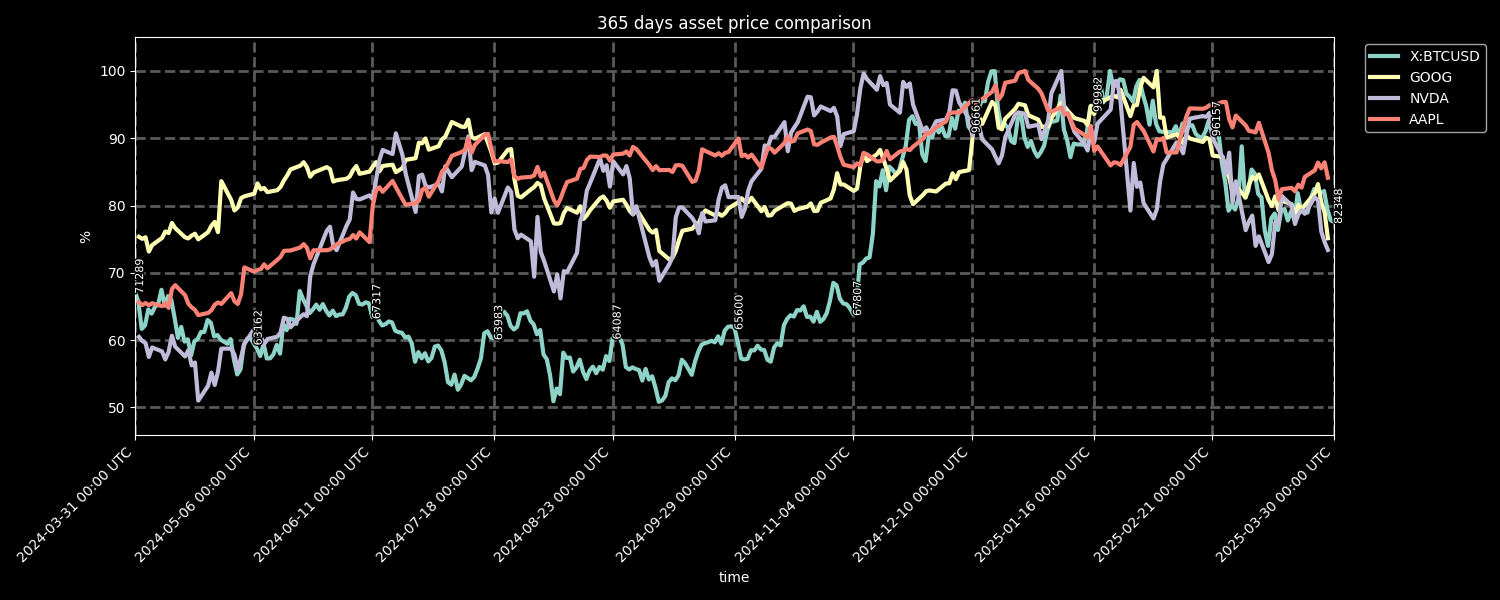 365 days asset price comparison
X:BTCUSD
GOOG
NVDA
AAPL
100
90
80
70
60
50
%
71289
63162
67317
63983
64087
65600
67807
96661
99982
96157
82348
2024-03-31 00:00 UTC
2024-05-06 00:00 UTC
2024-06-11 00:00 UTC
2024-07-18 00:00 UTC
2024-08-23 00:00 UTC
2024-09-29 00:00 UTC
2024-11-04 00:00 UTC
2024-12-10 00:00 UTC
2025-01-16 00:00 UTC
2025-02-21 00:00 UTC
2025-03-30 00:00 UTC
time